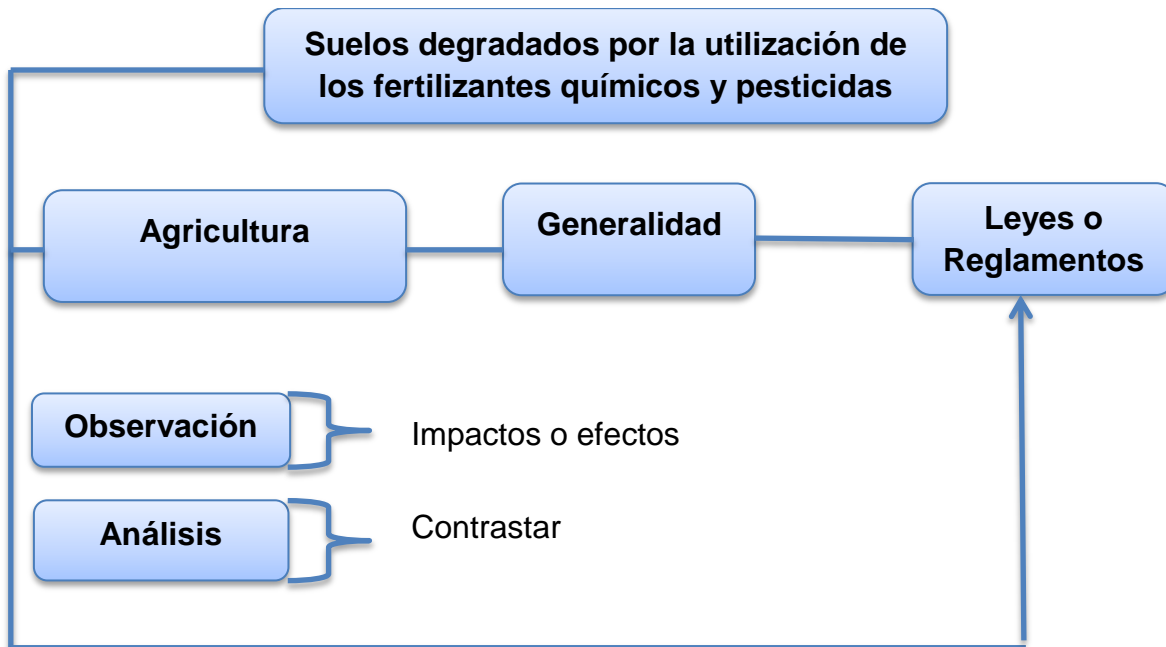 Suelos degradados por la utilización de
los fertilizantes químicos y pesticidas
Agricultura
Generalidad
Leyes o
Reglamentos
Observación
Impactos o efectos
Análisis
Contrastar